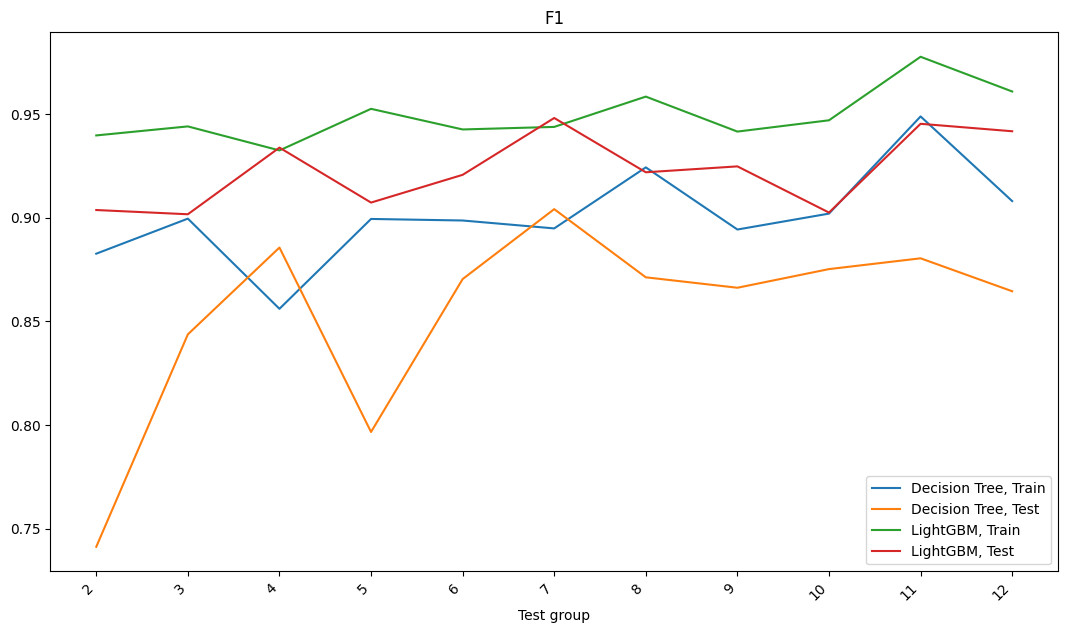 F1
0.95
0.90
0.85
0.80
0.75
Decision Tree, Train
Decision Tree, Test
LightGBM, Train
LightGBM, Test
2 3 4 5 6 7 8 9 10 11 12
Test group